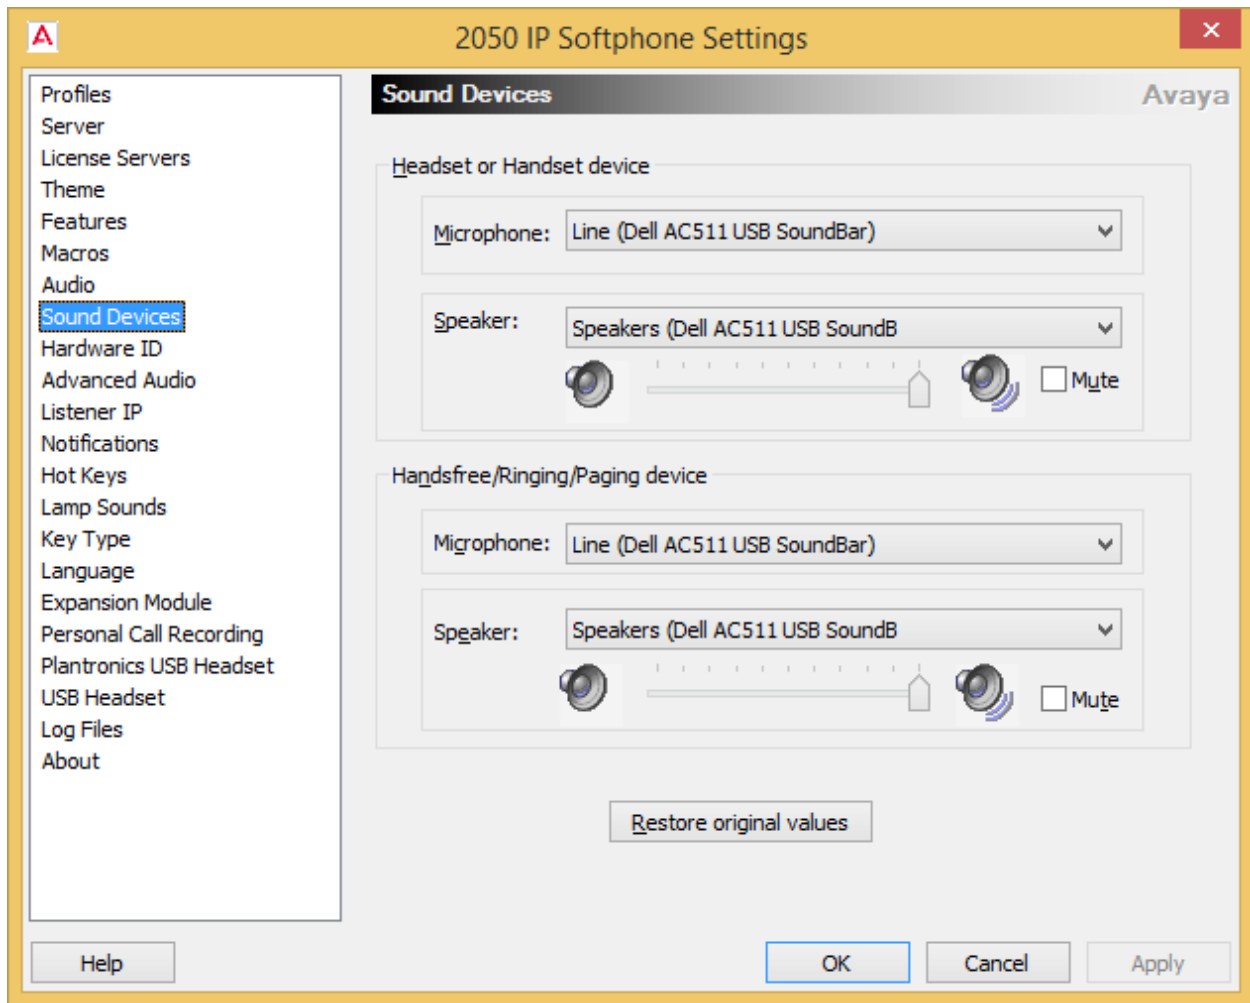 2050 IP Softphone Settings
Profiles
Server
License Servers
Theme
Features
Macros
Audio
Sound Devices
Hardware ID
Advanced Audio
Listener IP
Notifications
Hot Keys
Lamp Sounds
Key Type
Language
Expansion Module
Personal Call Recording
Plantronics USB Headset
USB Headset
Log Files
About
Sound Devices Avaya
Headset or Handset device
Microphone: Line (Dell AC511 USB SoundBar)
Speaker: Speakers (Dell AC511 USB SoundB
Mute
Handsfree/Ringing/Paging device
Microphone: Line (Dell AC511 USB SoundBar)
Speaker: Speakers (Dell AC511 USB SoundB
Mute
Restore original values
Help OK Cancel Apply